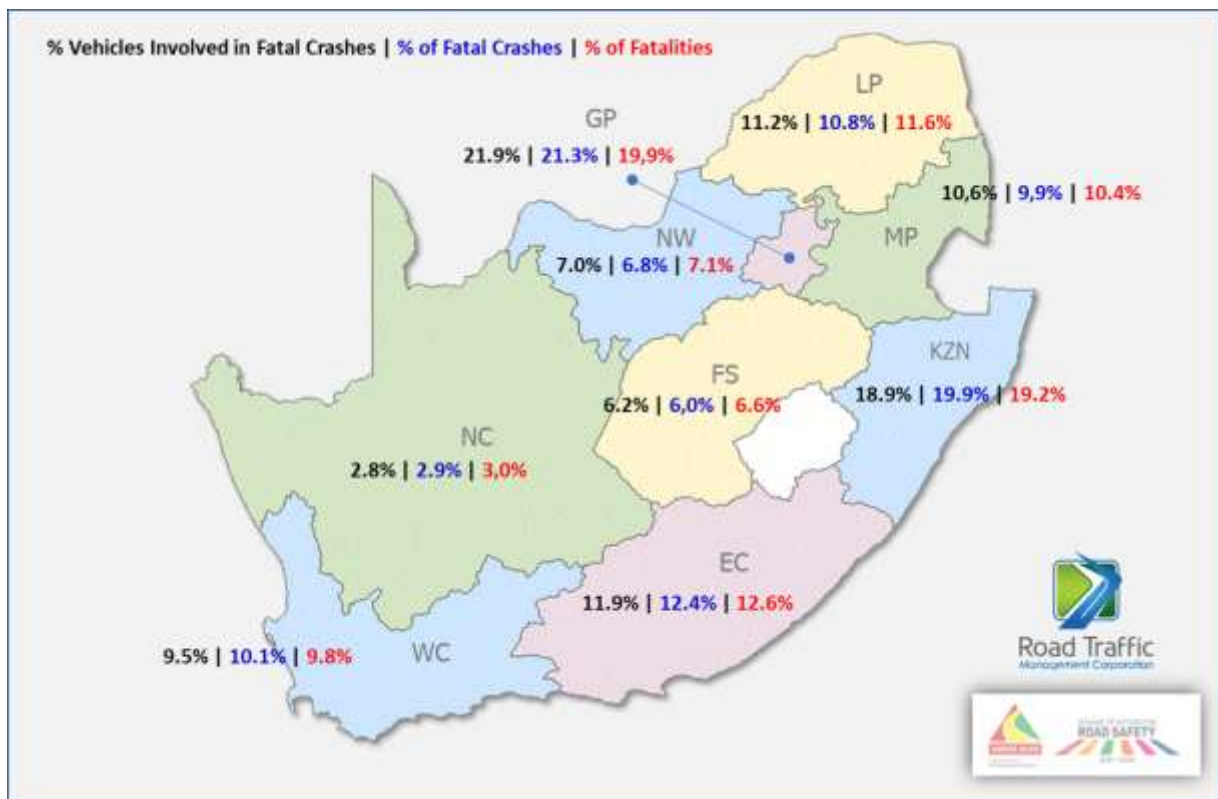 % Vehicles Involved in Fatal Crashes | % of Fatal Crashes | % of Fatalities
LP
11.2% | 10.8% | 11.6%
GP
21.9% | 21.3% | 19,9%
10,6% | 9,9% | 10.4%
MP
NW
7.0% | 6.8% | 7.1%
KZN
18.9% | 19.9% | 19.2%
FS
6.2% | 6,0% | 6.6%
NC
2.8% | 2.9% | 3,0%
EC
11.9% | 12.4% | 12.6%
WC
9.5% | 10.1% | 9.8%
Road Traffic
Management Corporation
ROAD SAFETY